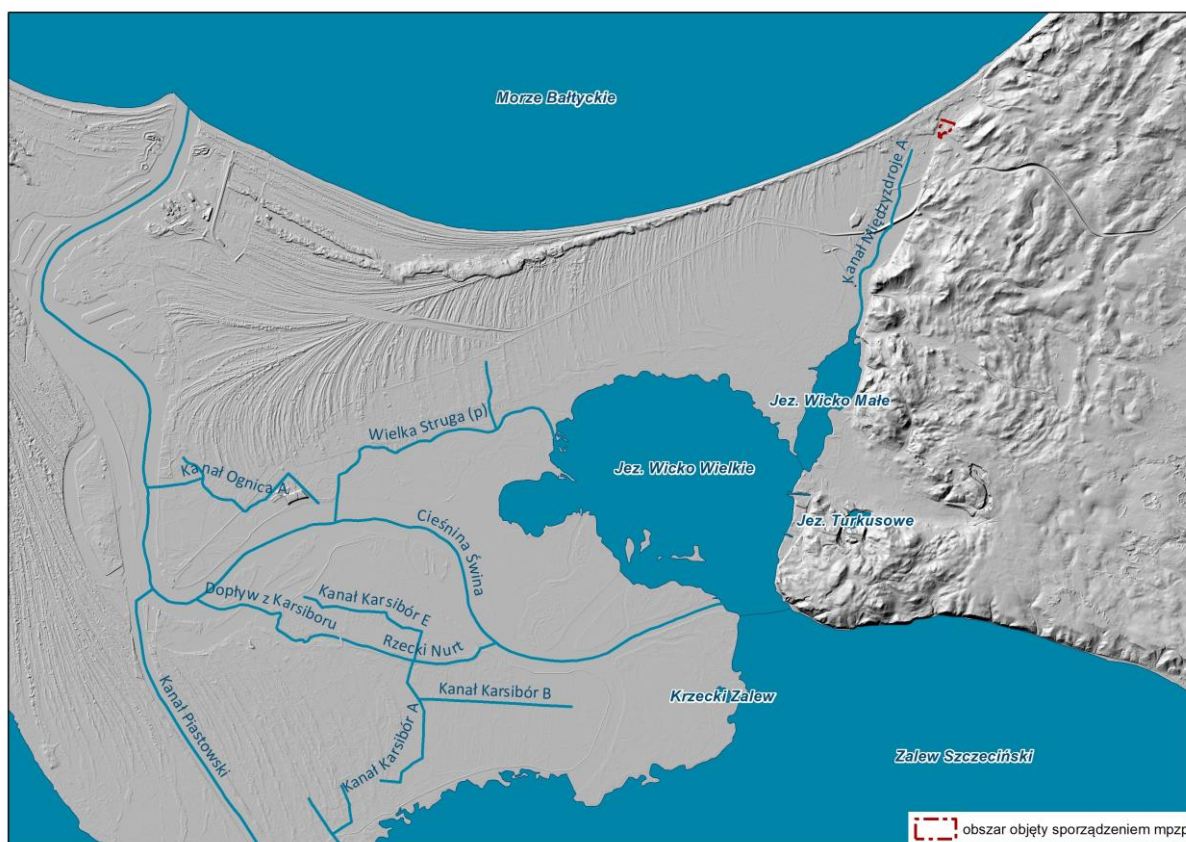 Morze Bałtyckie
Kanał Międzyzdroje A
Jez. Wicko Małe
Wielka Struga (p)
Jez. Wicko Wielkie
Kanał Ognica A
Cieśnina Świna
Jez. Turkusowe
Dopływ z Karsiboru
Kanał Karsibór E
Rzecki Nurt
Kanał Karsibór B
Krzecki Zalew
Kanał Piastowski
Kanał Karsibór A
Zalew Szczeciński
obszar objęty sporządzeniem mpzp